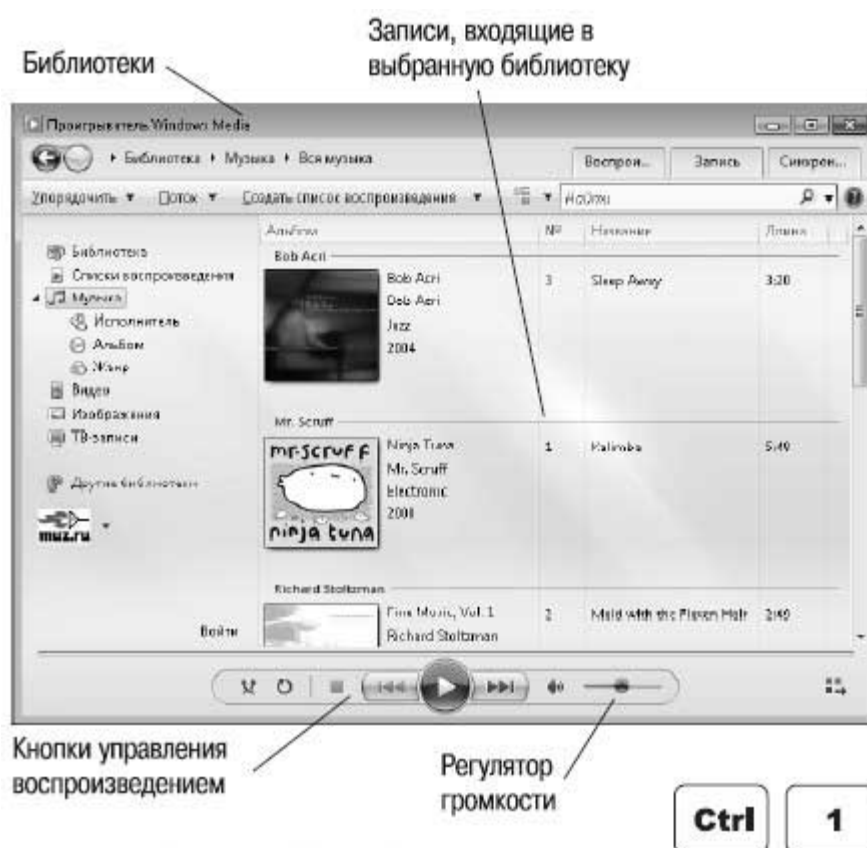 Библиотеки
Записи, входящие в
выбранную библиотеку
Проигрыватель Windows Media
Библиотека Музыка Вся музыка
Воспрои... Запись Синхрон...
Упорядочить Поток Создать список воспроизведения Найти
Альбом № Название Длина
Библиотека
Списки воспроизведения
Музыка
Исполнитель
Альбом
Жанр
Видео
Изображения
ТВ-записи
Другие библиотеки
muz.ru
Войти
Bob Acri
Bob Acri 3 Sleep Away 3:20
Bob Acri
Jazz
2004
Mr. Scruff
mr.scruff
ninja tuna
Ninja Tuna 1 Kalimba 5:49
Mr. Scruff
Electronic
2008
Richard Stoltzman
Fine Music, Vol. 1 2 Maid with the Flaxen Hair 2:49
Richard Stoltzman
Кнопки управления
воспроизведением
Регулятор
громкости
Ctrl 1